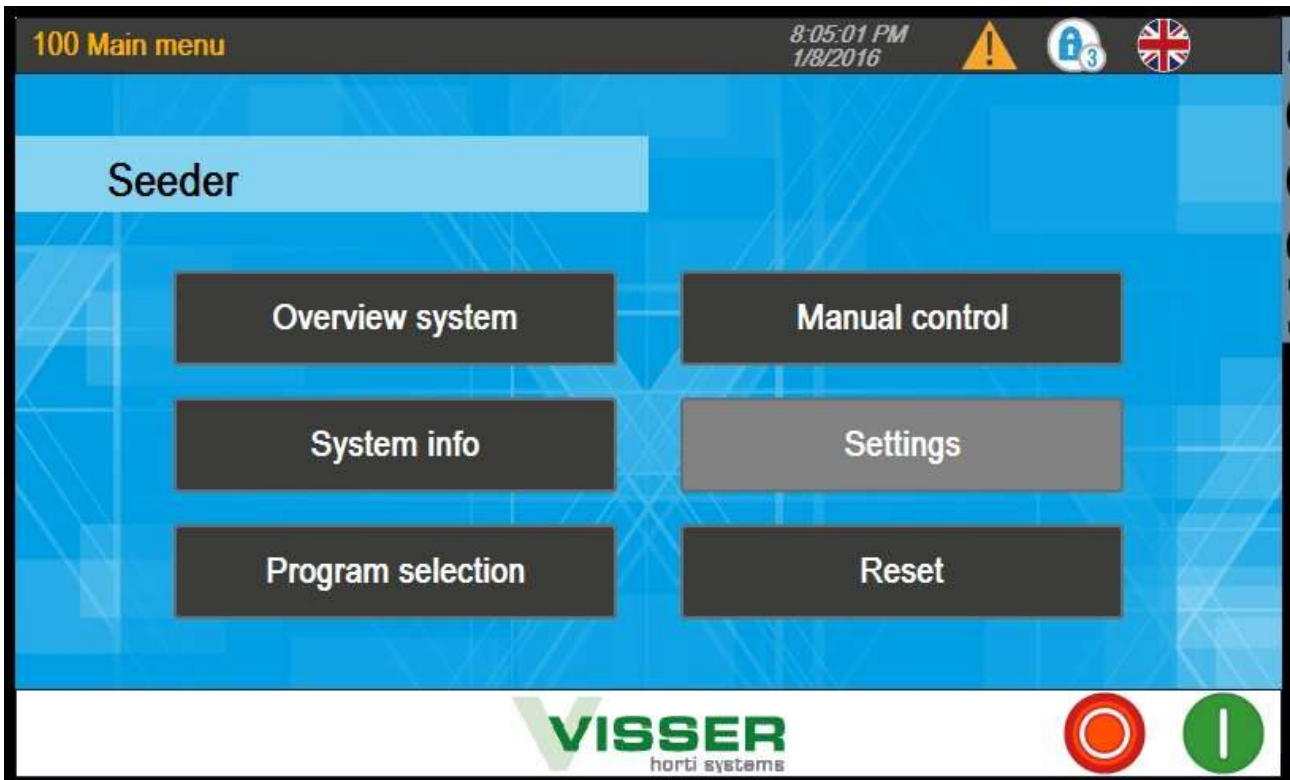 100 Main menu
8:05:01 PM
1/8/2016
3
Seeder
Overview system
Manual control
System info
Settings
Program selection
Reset
VISSER
horti systems